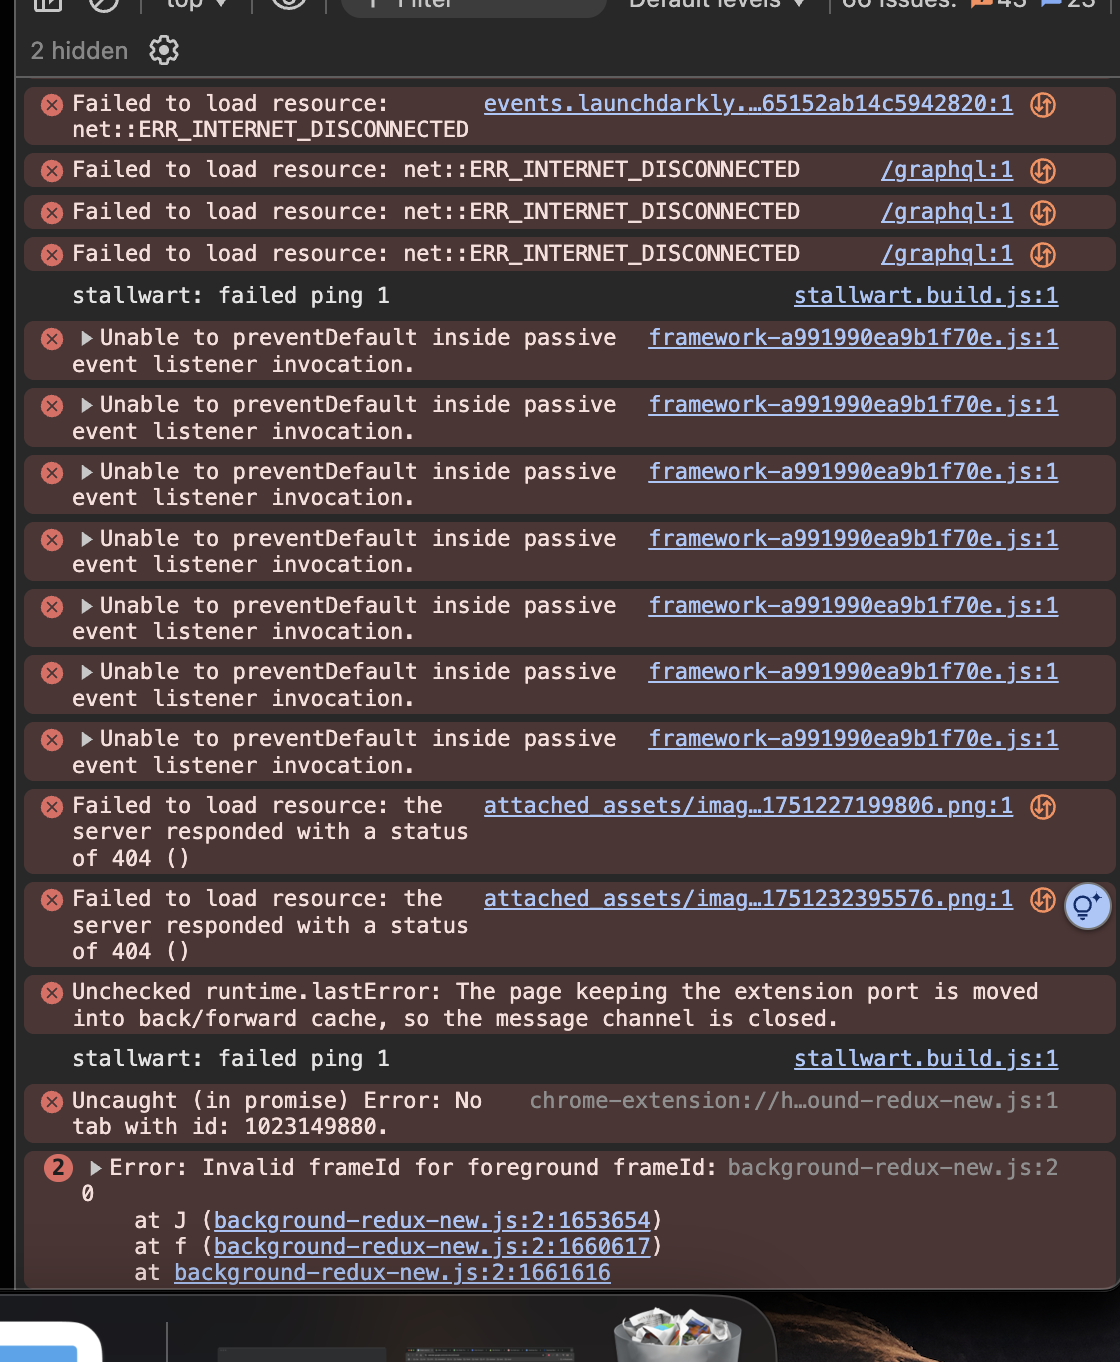 top ▼
Filter
Default levels ▼
66 Issues:
43
23
2 hidden
Failed to load resource: net::ERR_INTERNET_DISCONNECTED events.launchdarkly.…65152ab14c5942820:1
Failed to load resource: net::ERR_INTERNET_DISCONNECTED /graphql:1
Failed to load resource: net::ERR_INTERNET_DISCONNECTED /graphql:1
Failed to load resource: net::ERR_INTERNET_DISCONNECTED /graphql:1
stallwart: failed ping 1 stallwart.build.js:1
Unable to preventDefault inside passive framework-a991990ea9b1f70e.js:1
event listener invocation.
Unable to preventDefault inside passive framework-a991990ea9b1f70e.js:1
event listener invocation.
Unable to preventDefault inside passive framework-a991990ea9b1f70e.js:1
event listener invocation.
Unable to preventDefault inside passive framework-a991990ea9b1f70e.js:1
event listener invocation.
Unable to preventDefault inside passive framework-a991990ea9b1f70e.js:1
event listener invocation.
Unable to preventDefault inside passive framework-a991990ea9b1f70e.js:1
event listener invocation.
Unable to preventDefault inside passive framework-a991990ea9b1f70e.js:1
event listener invocation.
Failed to load resource: the attached_assets/imag…1751227199806.png:1
server responded with a status
of 404 ()
Failed to load resource: the attached_assets/imag…1751232395576.png:1
server responded with a status
of 404 ()
Unchecked runtime.lastError: The page keeping the extension port is moved
into back/forward cache, so the message channel is closed.
stallwart: failed ping 1 stallwart.build.js:1
Uncaught (in promise) Error: No chrome-extension://h…ound-redux-new.js:1
tab with id: 1023149880.
2 Error: Invalid frameId for foreground frameId: background-redux-new.js:2
0
at J (background-redux-new.js:2:1653654)
at f (background-redux-new.js:2:1660617)
at background-redux-new.js:2:1661616